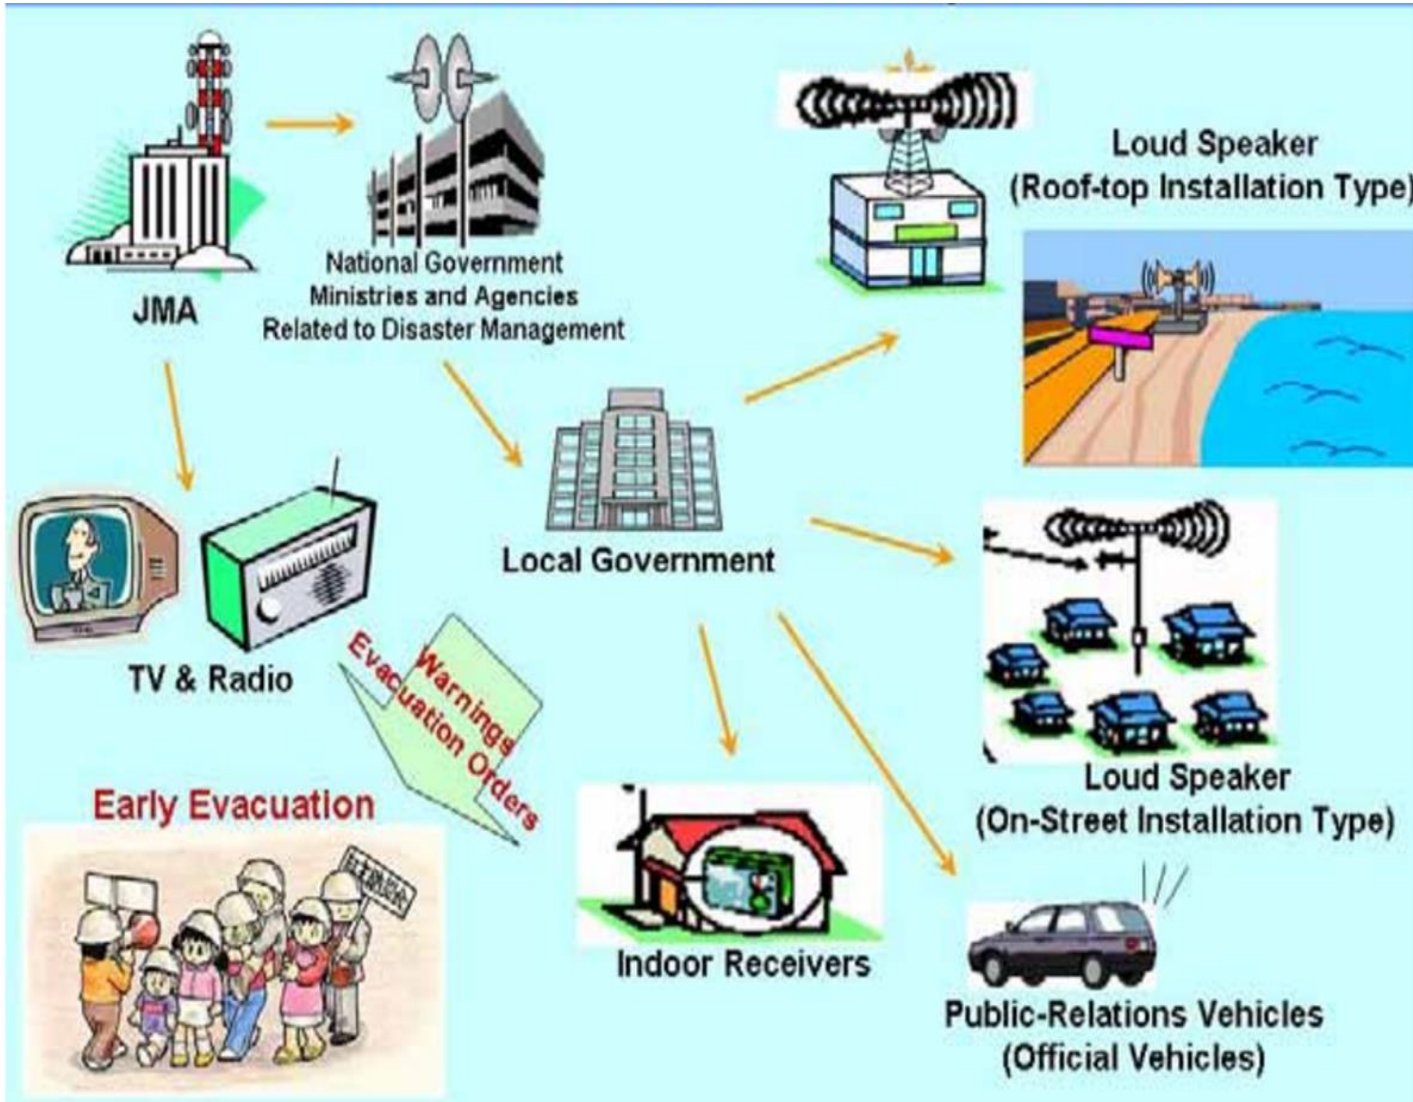 JMA
National Government
Ministries and Agencies
Related to Disaster Management
Loud Speaker
(Roof-top Installation Type)
Local Government
TV & Radio
Warnings
Evacuation Orders
Early Evacuation
Loud Speaker
(On-Street Installation Type)
Indoor Receivers
Public-Relations Vehicles
(Official Vehicles)